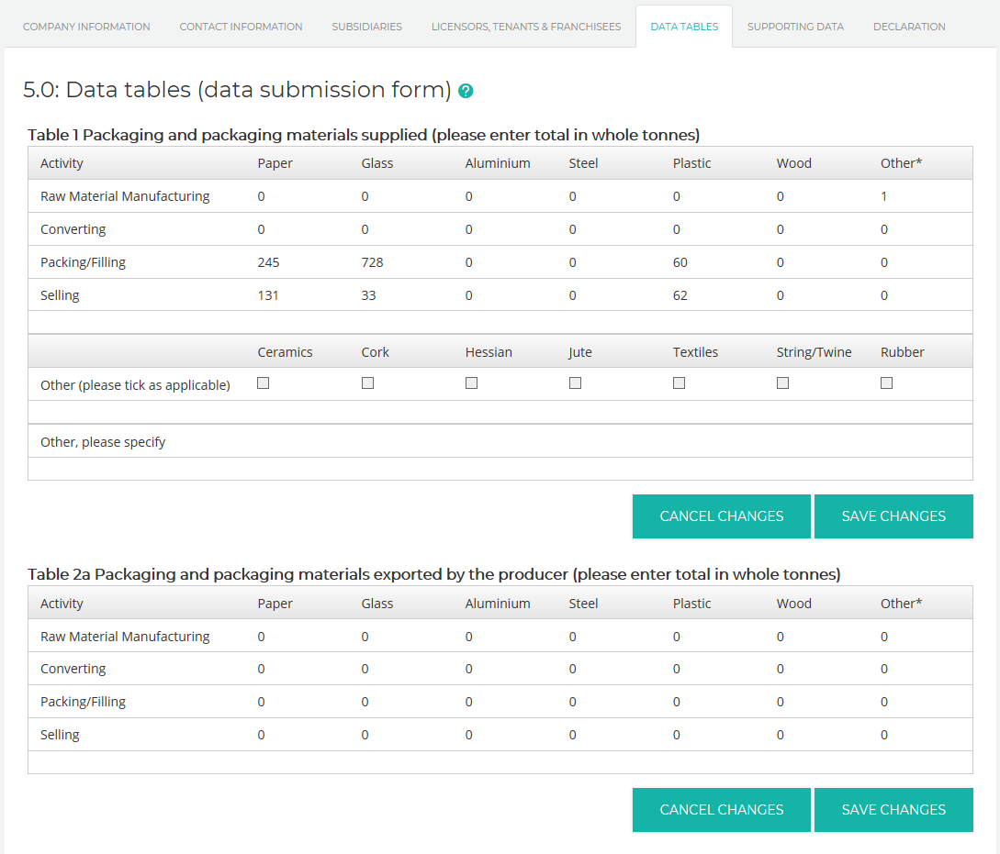 COMPANY INFORMATION CONTACT INFORMATION SUBSIDIARIES LICENSORS, TENANTS & FRANCHISEES DATA TABLES SUPPORTING DATA DECLARATION
5.0: Data tables (data submission form) ?
Table 1 Packaging and packaging materials supplied (please enter total in whole tonnes)
Activity Paper Glass Aluminium Steel Plastic Wood Other*
Raw Material Manufacturing 0 0 0 0 0 0 1
Converting 0 0 0 0 0 0 0
Packing/Filling 245 728 0 0 60 0 0
Selling 131 33 0 0 62 0 0
Ceramics Cork Hessian Jute Textiles String/Twine Rubber
Other (please tick as applicable)
Other, please specify
CANCEL CHANGES SAVE CHANGES
Table 2a Packaging and packaging materials exported by the producer (please enter total in whole tonnes)
Activity Paper Glass Aluminium Steel Plastic Wood Other*
Raw Material Manufacturing 0 0 0 0 0 0 0
Converting 0 0 0 0 0 0 0
Packing/Filling 0 0 0 0 0 0 0
Selling 0 0 0 0 0 0 0
CANCEL CHANGES SAVE CHANGES